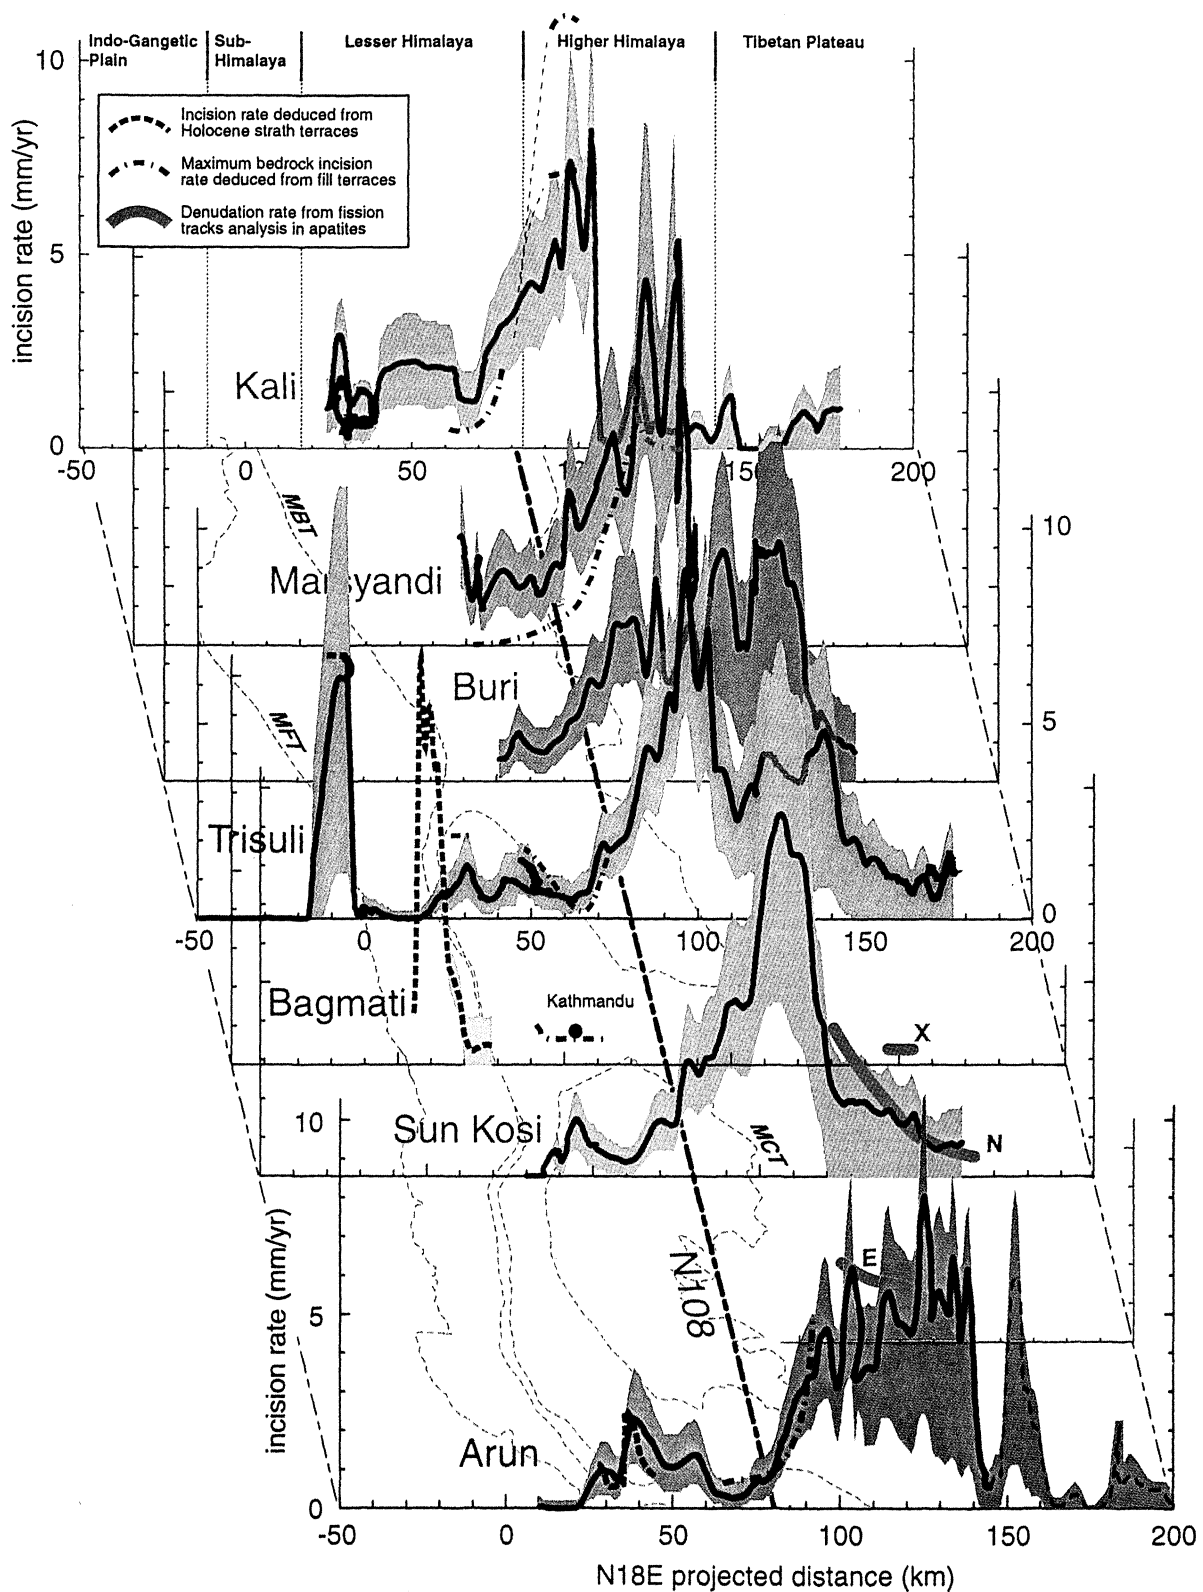 Indo-Gangetic
Plain
Sub-
Himalaya
Lesser Himalaya
Higher Himalaya
Tibetan Plateau
Incision rate deduced from
Holocene strath terraces
Maximum bedrock incision
rate deduced from fill terraces
Denudation rate from fission
tracks analysis in apatites
incision rate (mm/yr)
10
5
0
Kali
-50
0
50
200
MBT
Marsyandi
10
MFT
Buri
5
Trisuli
0
-50
0
50
100
150
200
Bagmati
Kathmandu
X
10
Sun Kosi
MCT
N
incision rate (mm/yr)
N108
E
5
Arun
0
-50
0
50
100
150
200
N18E projected distance (km)